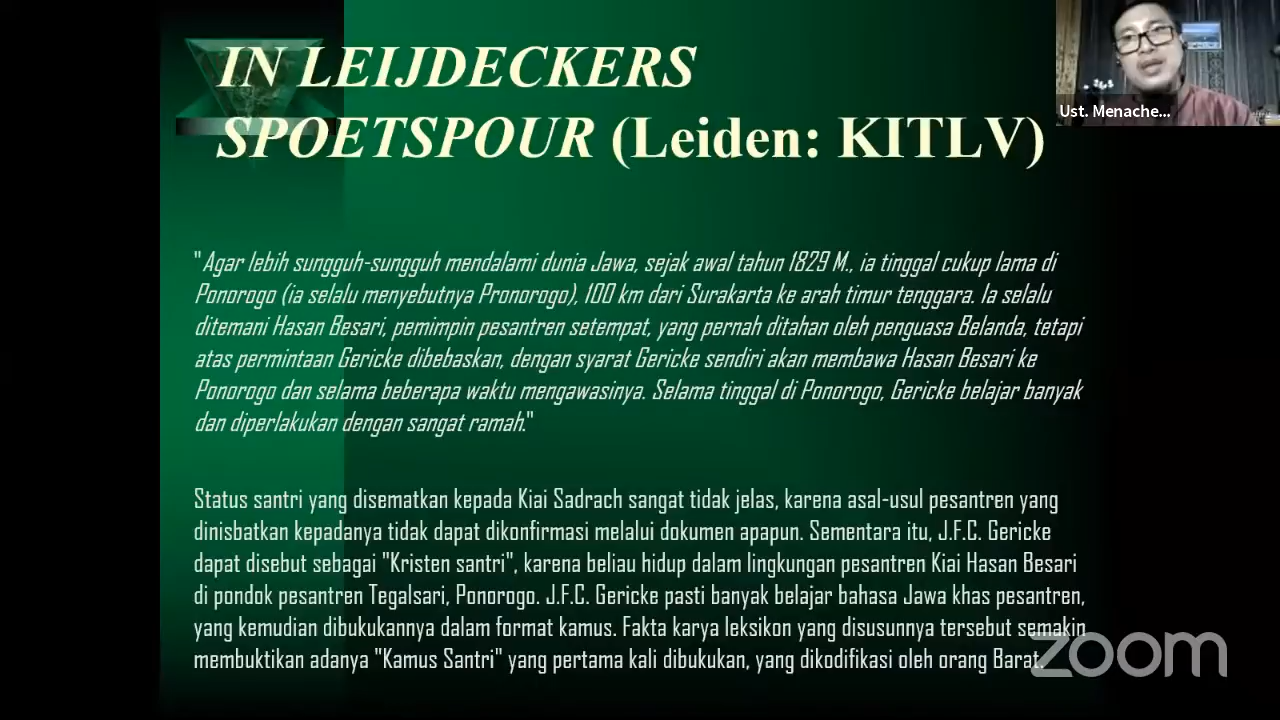 IN LEIJDECKERS
SPOETSPOUR (Leiden: KITLV)
Ust. Menache...
"Agar lebih sungguh-sungguh mendalami dunia Jawa, sejak awal tahun 1829 M., ia tinggal cukup lama di
Ponorogo (ia selalu menyebutnya Pronorogo), 100 km dari Surakarta ke arah timur tenggara. Ia selalu
ditemani Hasan Besari, pemimpin pesantren setempat, yang pernah ditahan oleh penguasa Belanda, tetapi
atas permintaan Gericke dibebaskan, dengan syarat Gericke sendiri akan membawa Hasan Besari ke
Ponorogo dan selama beberapa waktu mengawasinya. Selama tinggal di Ponorogo, Gericke belajar banyak
dan diperlakukan dengan sangat ramah."
Status santri yang disematkan kepada Kiai Sadrach sangat tidak jelas, karena asal-usul pesantren yang
dinisbatkan kepadanya tidak dapat dikonfirmasi melalui dokumen apapun. Sementara itu, J.F.C. Gericke
dapat disebut sebagai "Kristen santri", karena beliau hidup dalam lingkungan pesantren Kiai Hasan Besari
di pondok pesantren Tegalsari, Ponorogo. J.F.C. Gericke pasti banyak belajar bahasa Jawa khas pesantren,
yang kemudian dibukukannya dalam format kamus. Fakta karya leksikon yang disusunnya tersebut semakin
membuktikan adanya "Kamus Santri" yang pertama kali dibukukan, yang dikodifikasi oleh orang Barat.
zoom